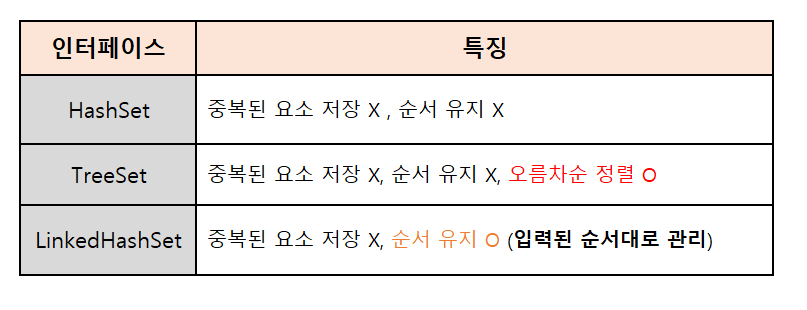 인터페이스 특징
HashSet 중복된 요소 저장 X , 순서 유지 X
TreeSet 중복된 요소 저장 X, 순서 유지 X, 오름차순 정렬 O
LinkedHashSet 중복된 요소 저장 X, 순서 유지 O (입력된 순서대로 관리)